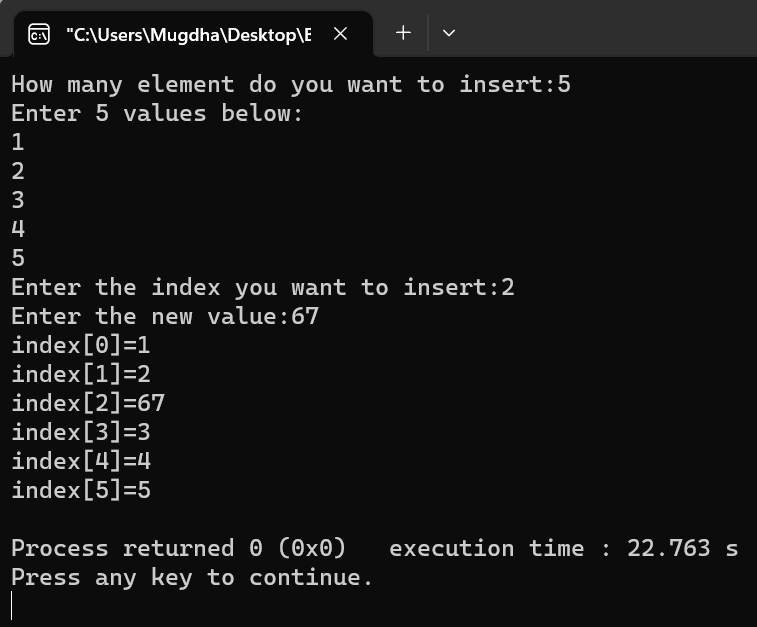 "C:\Users\Mugdha\Desktop\E
How many element do you want to insert:5
Enter 5 values below:
1
2
3
4
5
Enter the index you want to insert:2
Enter the new value:67
index[0]=1
index[1]=2
index[2]=67
index[3]=3
index[4]=4
index[5]=5
Process returned 0 (0x0)   execution time : 22.763 s
Press any key to continue.